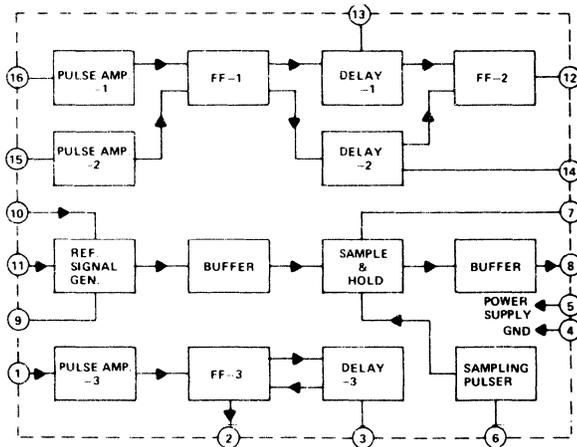 13
16
PULSE AMP.
-1
FF-1
DELAY
-1
FF-2
12
15
PULSE AMP.
-2
DELAY
-2
14
10
7
11
REF.
SIGNAL
GEN.
BUFFER
SAMPLE
&
HOLD
BUFFER
8
9
POWER
SUPPLY
5
GND
4
1
PULSE AMP.
-3
FF-3
DELAY
-3
SAMPLING
PULSER
2
3
6